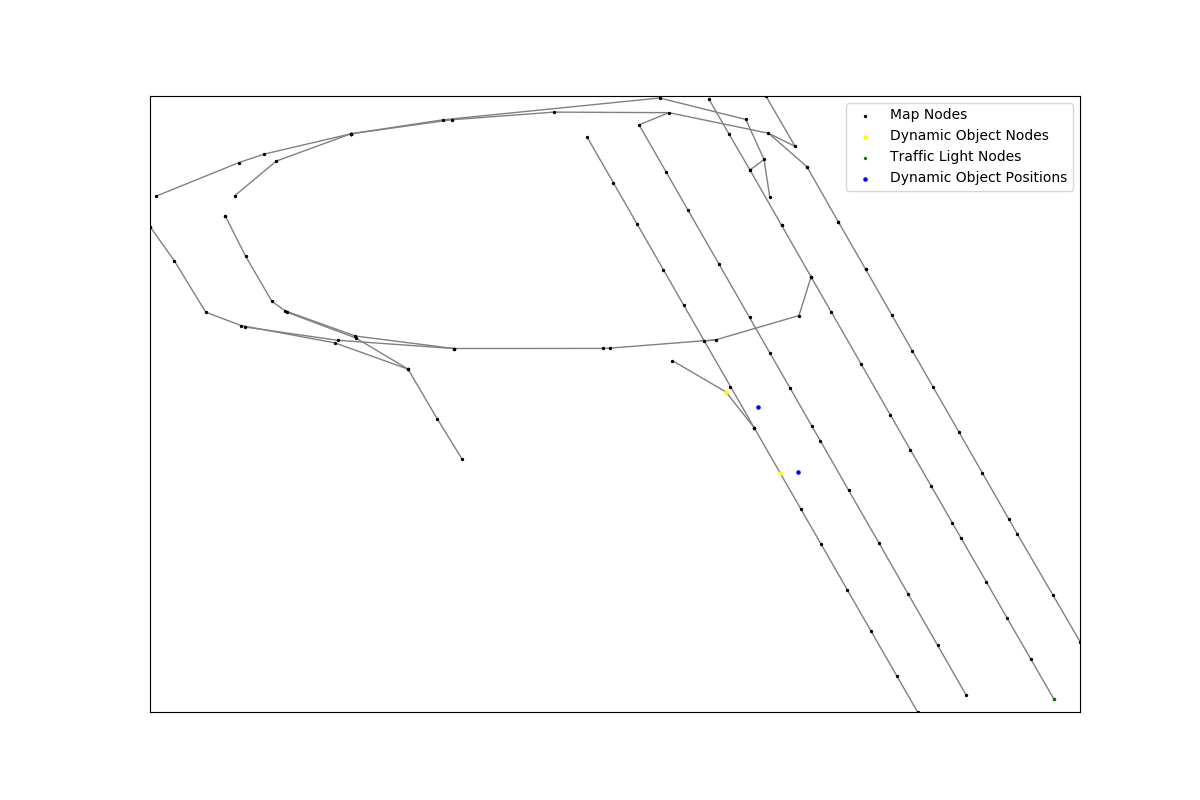 Map Nodes
Dynamic Object Nodes
Traffic Light Nodes
Dynamic Object Positions